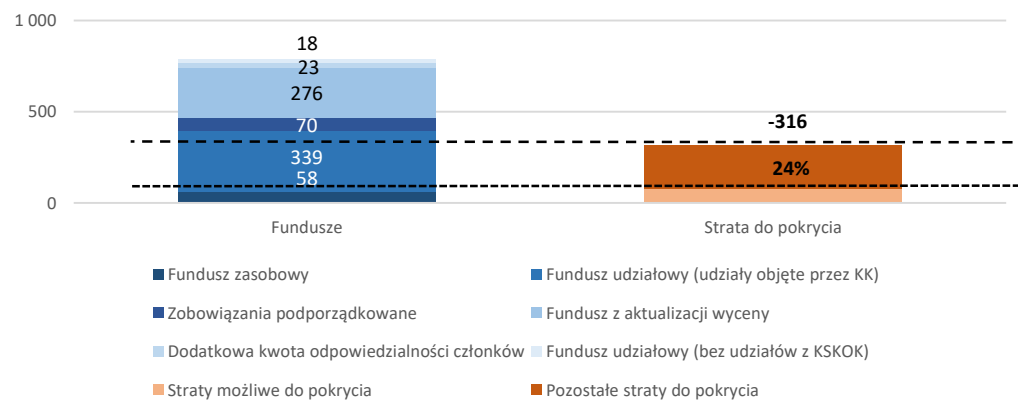 1 000
18
23
276
500
70
-316
339
24%
58
0
Fundusze
Strata do pokrycia
Fundusz zasobowy
Fundusz udziałowy (udziały objęte przez KK)
Zobowiązania podporządkowane
Fundusz z aktualizacji wyceny
Dodatkowa kwota odpowiedzialności członków
Fundusz udziałowy (bez udziałów z KSKOK)
Straty możliwe do pokrycia
Pozostałe straty do pokrycia